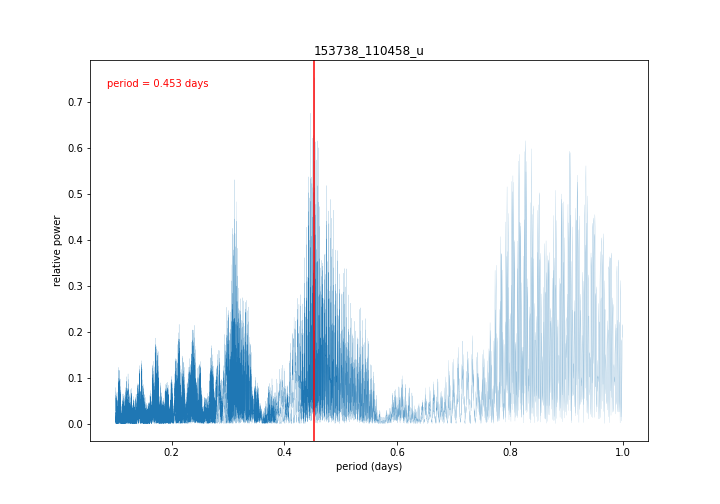 153738_110458_u
period = 0.453 days
relative power
0.7
0.6
0.5
0.4
0.3
0.2
0.1
0.0
0.2 0.4 0.6 0.8 1.0
period (days)